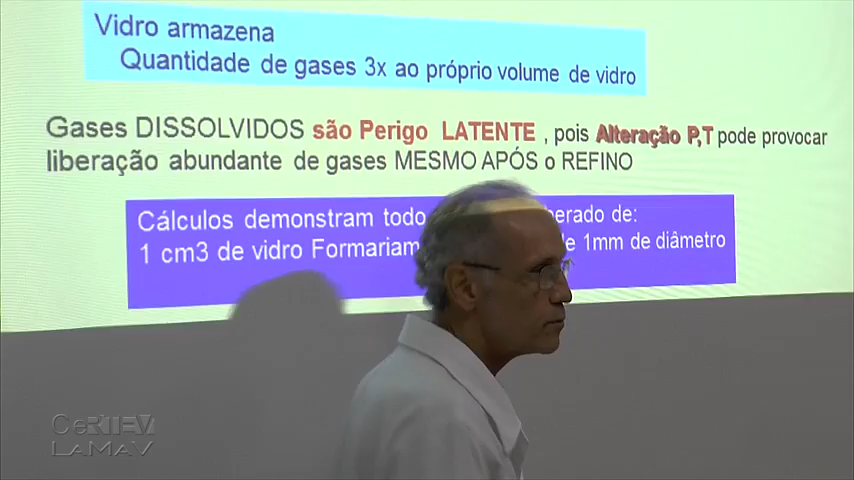 Vidro armazena
Quantidade de gases 3x ao próprio volume de vidro
Gases DISSOLVIDOS são Perigo LATENTE , pois Alteração P,T pode provocar
liberação abundante de gases MESMO APÓS o REFINO
Cálculos demonstram todo de:
1 cm3 de vidro Formariam 1mm de diâmetro
CeRTEV
LAMAV